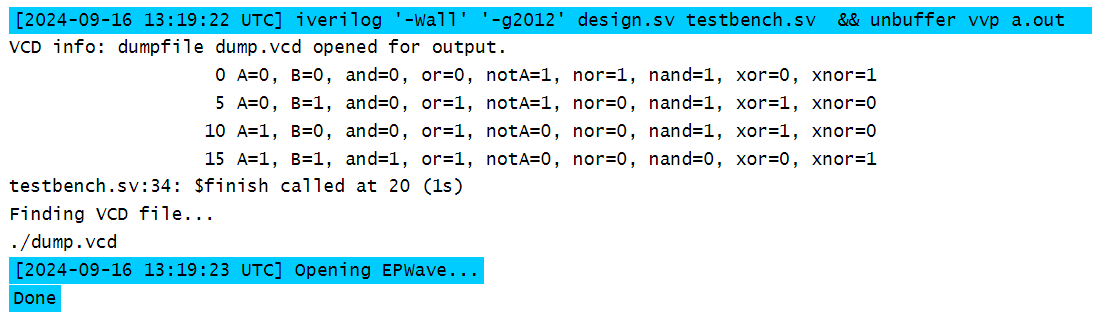 [2024-09-16 13:19:22 UTC] iverilog '-Wall' '-g2012' design.sv testbench.sv  && unbuffer vvp a.out
VCD info: dumpfile dump.vcd opened for output.
                   0 A=0, B=0, and=0, or=0, notA=1, nor=1, nand=1, xor=0, xnor=1
                   5 A=0, B=1, and=0, or=1, notA=1, nor=0, nand=1, xor=1, xnor=0
                  10 A=1, B=0, and=0, or=1, notA=0, nor=0, nand=1, xor=1, xnor=0
                  15 A=1, B=1, and=1, or=1, notA=0, nor=0, nand=0, xor=0, xnor=1
testbench.sv:34: $finish called at 20 (1s)
Finding VCD file...
./dump.vcd
[2024-09-16 13:19:23 UTC] Opening EPWave...
Done